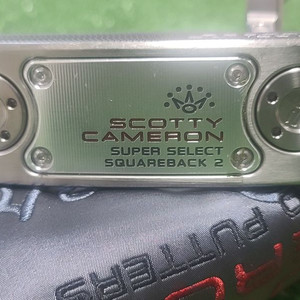 SCOTTY
CAMERON
SUPER SELECT
SQUAREBACK 2
PUTTERS